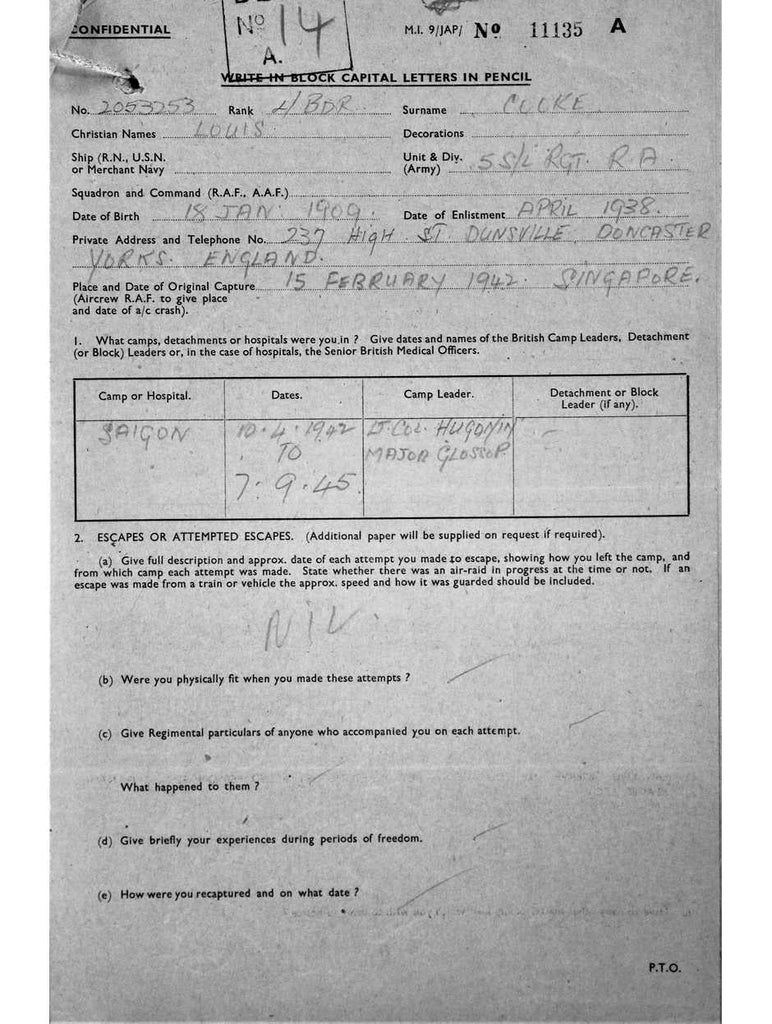 CONFIDENTIAL
No 14
A.
M.I. 9/JAP/ No 11135 A
WRITE IN BLOCK CAPITAL LETTERS IN PENCIL
No. 2053253 Rank L/BDR Surname COOKE
Christian Names LOUIS Decorations
Ship (R.N., U.S.N. or Merchant Navy Unit & Div. (Army) 5 S/L RGT. R.A
Squadron and Command (R.A.F., A.A.F.)
Date of Birth 18 JAN 1909. Date of Enlistment APRIL 1938.
Private Address and Telephone No. 237 HIGH ST DUNSVILLE, DONCASTER
YORKS. ENGLAND.
Place and Date of Original Capture 15 FEBRUARY 1942. SINGAPORE.
(Aircrew R.A.F. to give place
and date of a/c crash).
1. What camps, detachments or hospitals were you in ? Give dates and names of the British Camp Leaders, Detachment
(or Block) Leaders or, in the case of hospitals, the Senior British Medical Officers.
Camp or Hospital. Dates. Camp Leader. Detachment or Block
Leader (if any).
SAIGON 10.4.1942 LT. COL. HUGONIN –
TO MAJOR GLOSSOP.
7.9.45.
2. ESCAPES OR ATTEMPTED ESCAPES. (Additional paper will be supplied on request if required).
(a) Give full description and approx. date of each attempt you made to escape, showing how you left the camp, and
from which camp each attempt was made. State whether there was an air-raid in progress at the time or not. If an
escape was made from a train or vehicle the approx. speed and how it was guarded should be included.
NIL.
(b) Were you physically fit when you made these attempts ?
(c) Give Regimental particulars of anyone who accompanied you on each attempt.
What happened to them ?
(d) Give briefly your experiences during periods of freedom.
(e) How were you recaptured and on what date ?
P.T.O.